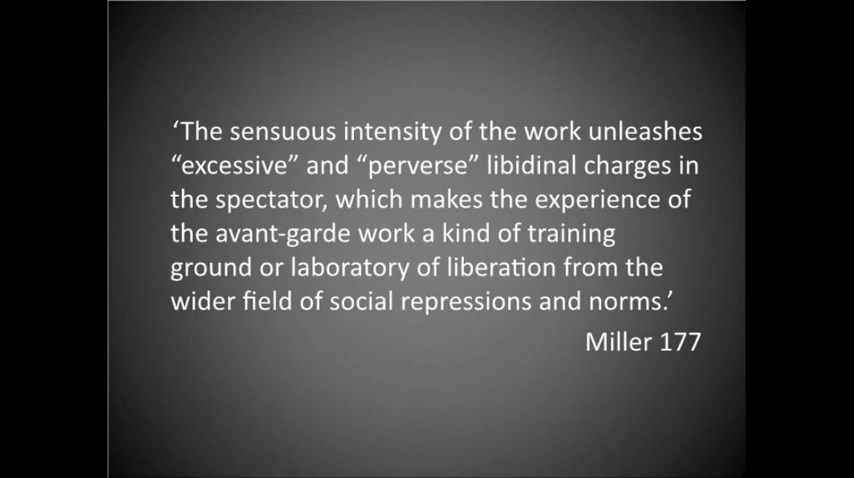 ‘The sensuous intensity of the work unleashes
“excessive” and “perverse” libidinal charges in
the spectator, which makes the experience of
the avant-garde work a kind of training
ground or laboratory of liberation from the
wider field of social repressions and norms.’
Miller 177